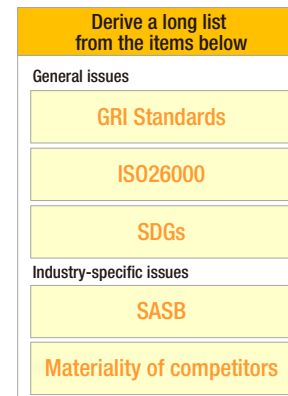 Derive a long list
from the items below
General issues
GRI Standards
ISO26000
SDGs
Industry-specific issues
SASB
Materiality of competitors